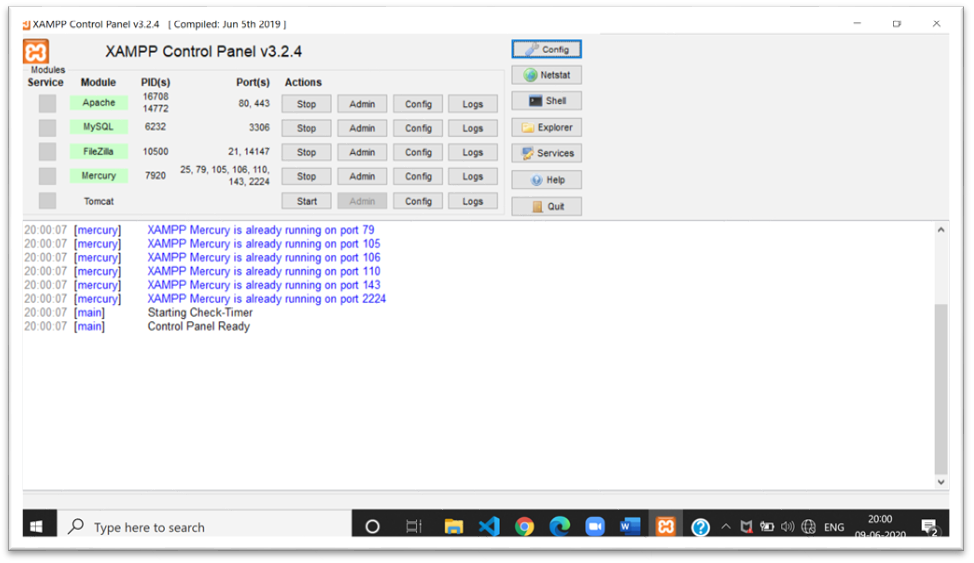 XAMPP Control Panel v3.2.4 [ Compiled: Jun 5th 2019 ]
XAMPP Control Panel v3.2.4
Modules
Service Module PID(s) Port(s) Actions
Apache 16708 14772 80, 443 Stop Admin Config Logs
MySQL 6232 3306 Stop Admin Config Logs
FileZilla 10500 21, 14147 Stop Admin Config Logs
Mercury 7920 25, 79, 105, 106, 110, 143, 2224 Stop Admin Config Logs
Tomcat Start Admin Config Logs
Config
Netstat
Shell
Explorer
Services
Help
Quit
20:00:07 [mercury] XAMPP Mercury is already running on port 79
20:00:07 [mercury] XAMPP Mercury is already running on port 105
20:00:07 [mercury] XAMPP Mercury is already running on port 106
20:00:07 [mercury] XAMPP Mercury is already running on port 110
20:00:07 [mercury] XAMPP Mercury is already running on port 143
20:00:07 [mercury] XAMPP Mercury is already running on port 2224
20:00:07 [main] Starting Check-Timer
20:00:07 [main] Control Panel Ready
Type here to search
W
?
ENG
20:00
09-06-2020
2